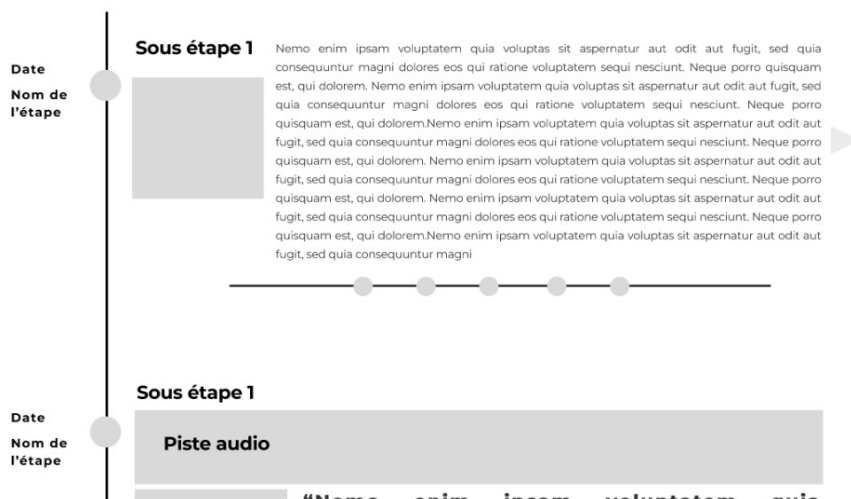 Date
Nom de
l'étape
Sous étape 1
Nemo enim ipsam voluptatem quia voluptas sit aspernatur aut odit aut fugit, sed quia
consequuntur magni dolores eos qui ratione voluptatem sequi nesciunt. Neque porro quisquam
est, qui dolorem. Nemo enim ipsam voluptatem quia voluptas sit aspernatur aut odit aut fugit, sed
quia consequuntur magni dolores eos qui ratione voluptatem sequi nesciunt. Neque porro
quisquam est, qui dolorem.Nemo enim ipsam voluptatem quia voluptas sit aspernatur aut odit aut
fugit, sed quia consequuntur magni dolores eos qui ratione voluptatem sequi nesciunt. Neque porro
quisquam est, qui dolorem. Nemo enim ipsam voluptatem quia voluptas sit aspernatur aut odit aut
fugit, sed quia consequuntur magni dolores eos qui ratione voluptatem sequi nesciunt. Neque porro
quisquam est, qui dolorem. Nemo enim ipsam voluptatem quia voluptas sit aspernatur aut odit aut
fugit, sed quia consequuntur magni dolores eos qui ratione voluptatem sequi nesciunt. Neque porro
quisquam est, qui dolorem.Nemo enim ipsam voluptatem quia voluptas sit aspernatur aut odit aut
fugit, sed quia consequuntur magni
Date
Nom de
l'étape
Sous étape 1
Piste audio
“Nemo enim ipsam voluptatem quia